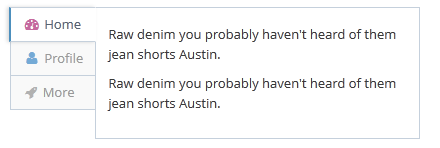 Home
Profile
More
Raw denim you probably haven't heard of them
jean shorts Austin.
Raw denim you probably haven't heard of them
jean shorts Austin.